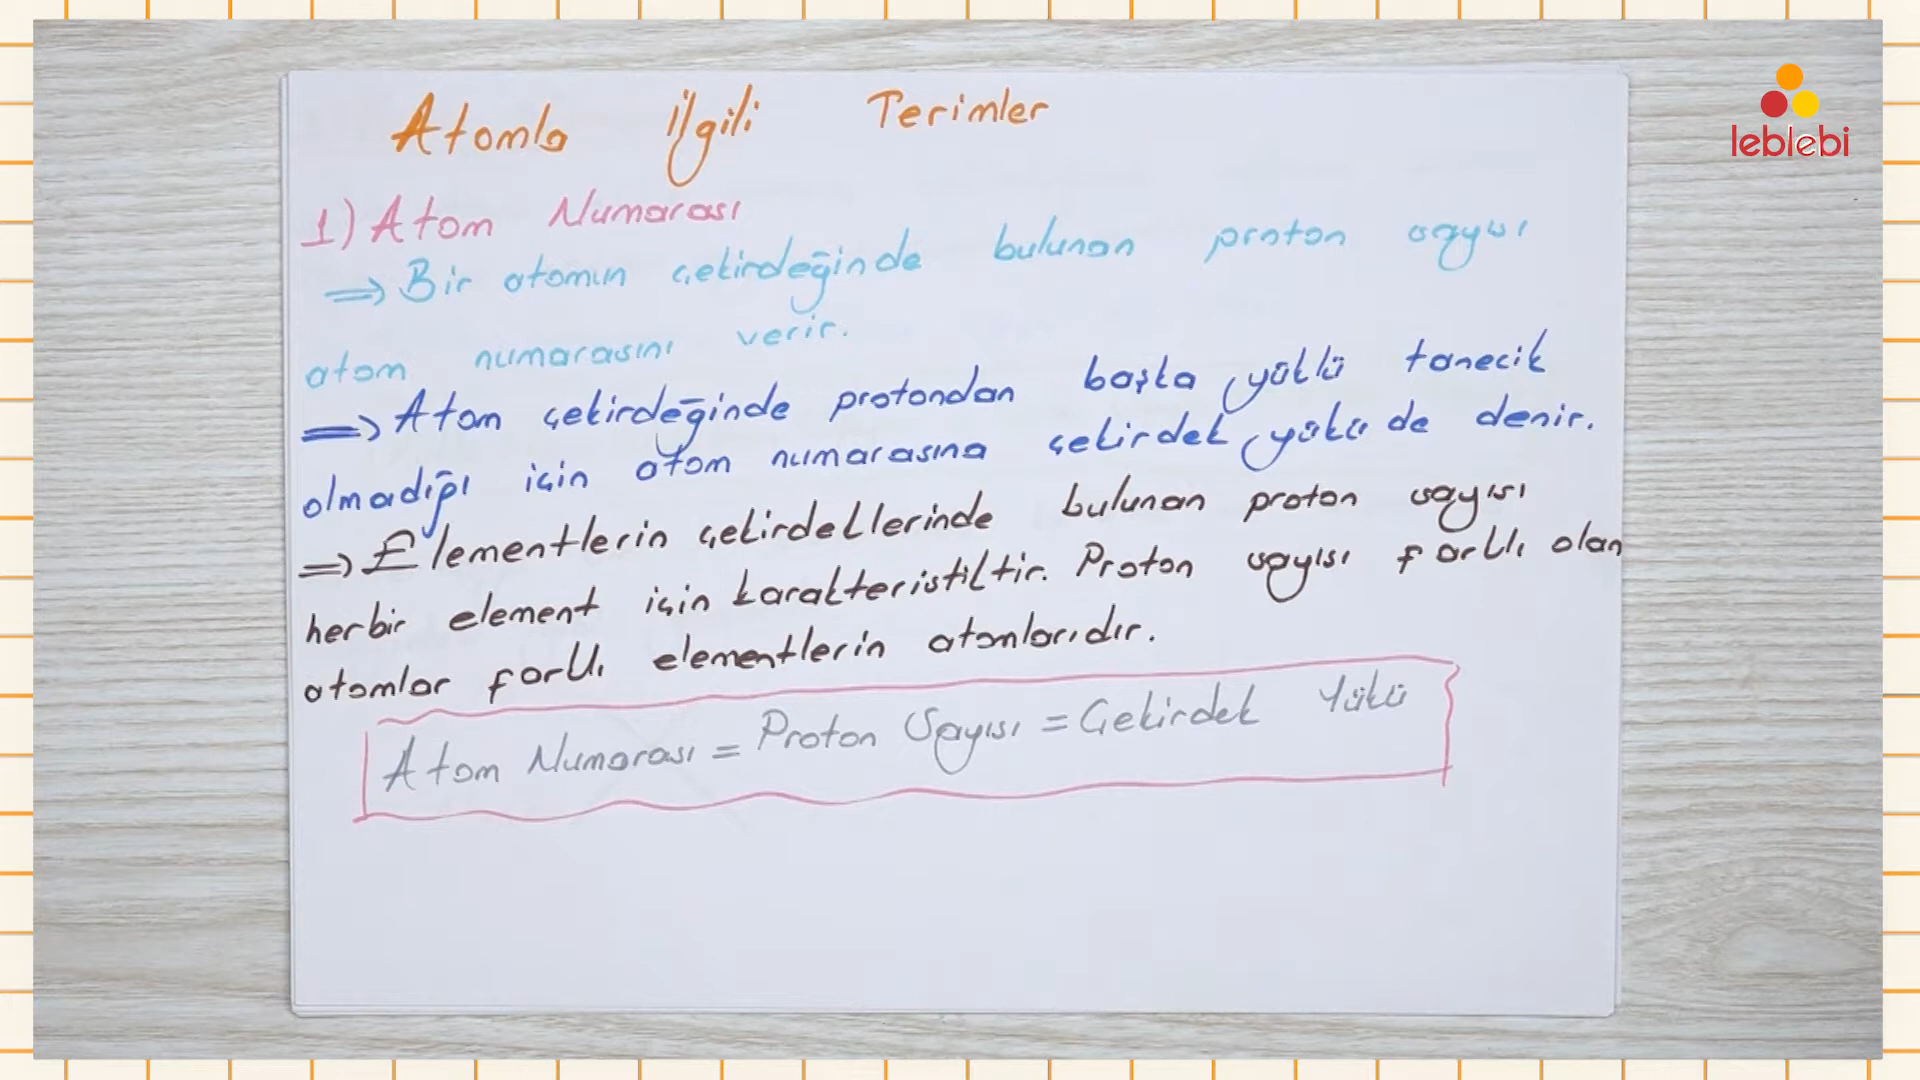 Atomla İlgili Terimler
leblebi
1) Atom Numarası
⇒ Bir atomun çekirdeğinde bulunan proton sayısı
atom numarasını verir.
⇒ Atom çekirdeğinde protondan başka yüklü tanecik
olmadığı için atom numarasına çekirdek yükü de denir.
⇒ Elementlerin çekirdeklerinde bulunan proton sayısı
herbir element için karakteristiktir. Proton sayısı farklı olan
atomlar farklı elementlerin atomlarıdır.
Atom Numarası = Proton Sayısı = Çekirdek Yükü